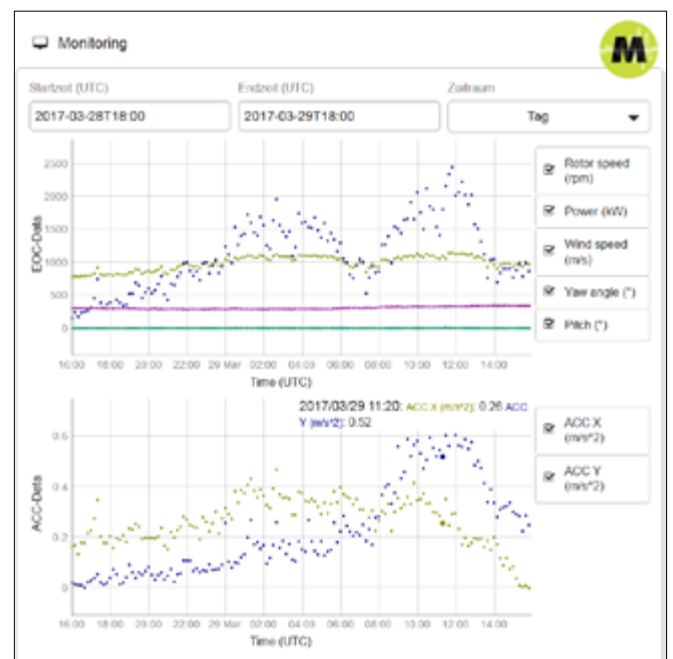 Monitoring
M
Startzeit (UTC) Endzeit (UTC) Zeitraum
2017-03-28T18:00 2017-03-29T18:00 Tag
2500
2000
1500
1000
500
0
EOC-Data
16:00 18:00 20:00 22:00 29 Mar 02:00 04:00 06:00 08:00 10:00 12:00 14:00
Time (UTC)
Rotor speed
(rpm)
Power (kW)
Wind speed
(m/s)
Yaw angle (°)
Pitch (°)
2017/03/29 11:20: ACC X (m/s^2): 0.26 ACC
Y (m/s^2): 0.52
0.6
0.4
0.2
0
ACC-Data
16:00 18:00 20:00 22:00 29 Mar 02:00 04:00 06:00 08:00 10:00 12:00 14:00
Time (UTC)
ACC X
(m/s^2)
ACC Y
(m/s^2)